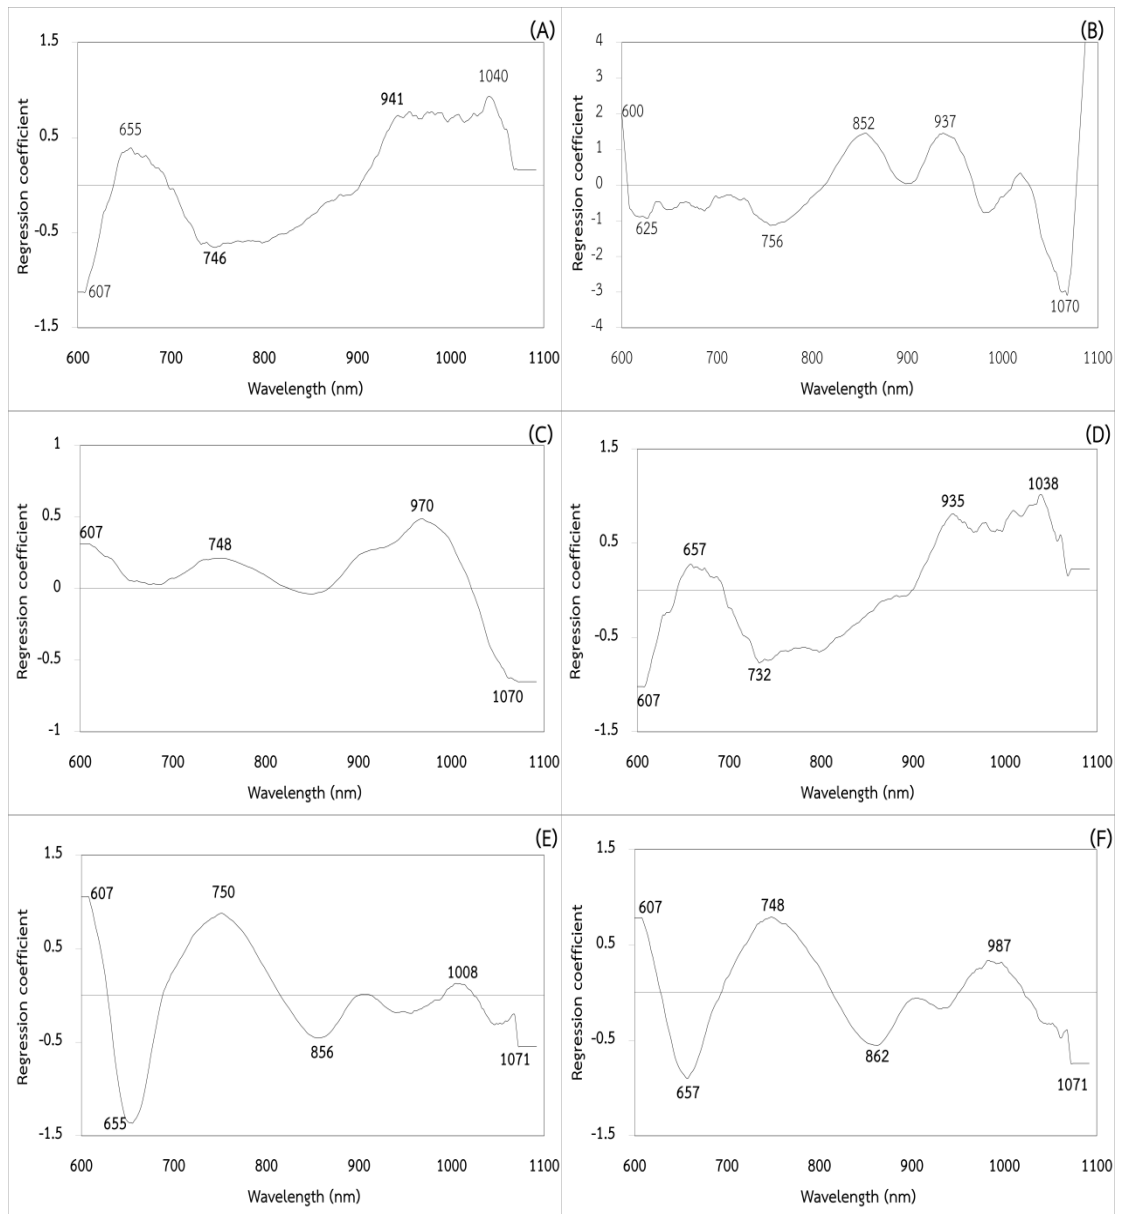 (A)
1.5
0.5
-0.5
-1.5
Regression coefficient
607
655
746
941
1040
600 700 800 900 1000 1100
Wavelength (nm)
(B)
4
3
2
1
0
-1
-2
-3
-4
Regression coefficient
600
625
756
852
937
1070
600 700 800 900 1000 1100
Wavelength (nm)
(C)
1
0.5
0
-0.5
-1
Regression coefficient
607
748
970
1070
600 700 800 900 1000 1100
Wavelength (nm)
(D)
1.5
0.5
-0.5
-1.5
Regression coefficient
607
657
732
935
1038
600 700 800 900 1000 1100
Wavelength (nm)
(E)
1.5
0.5
-0.5
-1.5
Regression coefficient
607
655
750
856
1008
1071
600 700 800 900 1000 1100
Wavelength (nm)
(F)
1.5
0.5
-0.5
-1.5
Regression coefficient
607
657
748
862
987
1071
600 700 800 900 1000 1100
Wavelength (nm)